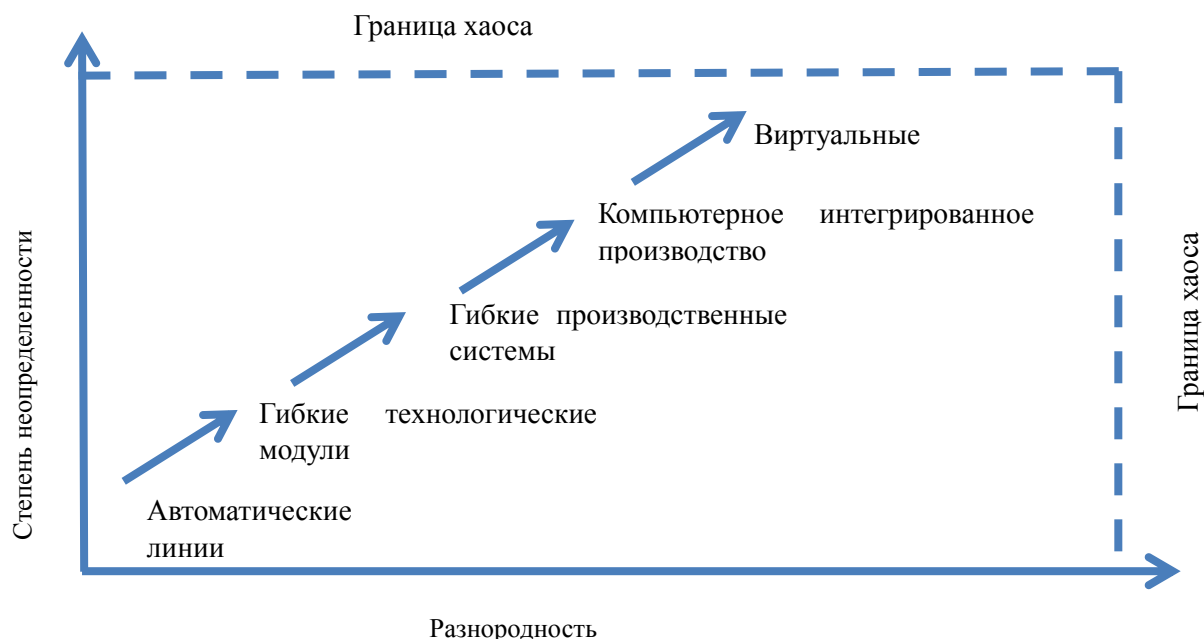 Граница хаоса
Виртуальные
Компьютерное интегрированное
производство
Гибкие производственные
системы
Гибкие технологические
модули
Автоматические
линии
Степень неопределенности
Граница хаоса
Разнородность